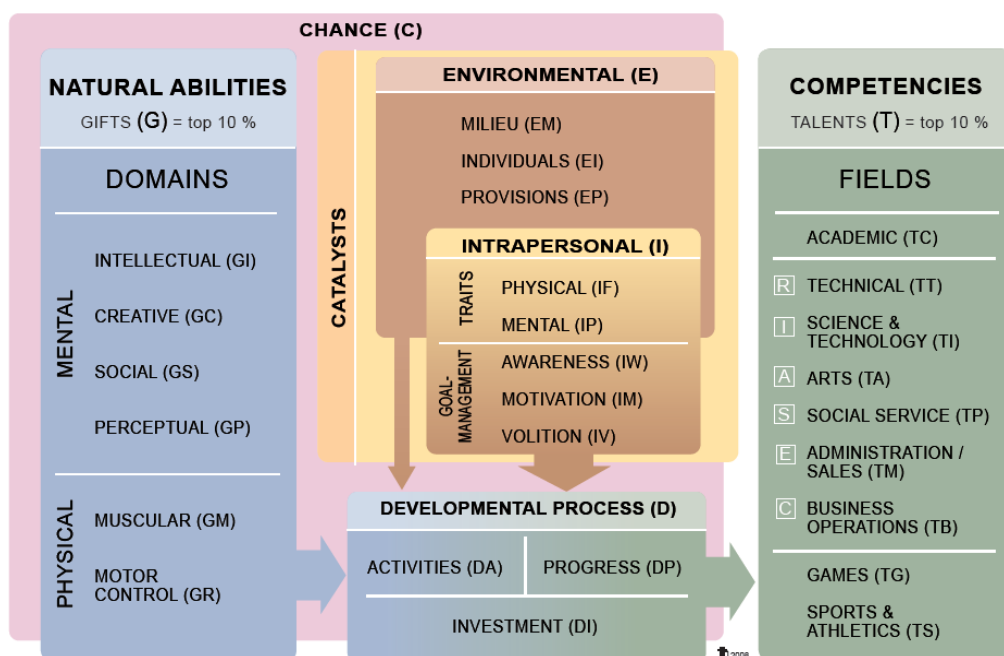 CHANCE (C)
NATURAL ABILITIES
GIFTS (G) = top 10 %
DOMAINS
MENTAL
INTELLECTUAL (GI)
CREATIVE (GC)
SOCIAL (GS)
PERCEPTUAL (GP)
PHYSICAL
MUSCULAR (GM)
MOTOR
CONTROL (GR)
CATALYSTS
ENVIRONMENTAL (E)
MILIEU (EM)
INDIVIDUALS (EI)
PROVISIONS (EP)
INTRAPERSONAL (I)
TRAITS
PHYSICAL (IF)
MENTAL (IP)
GOAL-
MANAGEMENT
AWARENESS (IW)
MOTIVATION (IM)
VOLITION (IV)
DEVELOPMENTAL PROCESS (D)
ACTIVITIES (DA)
PROGRESS (DP)
INVESTMENT (DI)
COMPETENCIES
TALENTS (T) = top 10 %
FIELDS
ACADEMIC (TC)
R TECHNICAL (TT)
I SCIENCE &
TECHNOLOGY (TI)
A ARTS (TA)
S SOCIAL SERVICE (TP)
E ADMINISTRATION /
SALES (TM)
C BUSINESS
OPERATIONS (TB)
GAMES (TG)
SPORTS &
ATHLETICS (TS)
2008